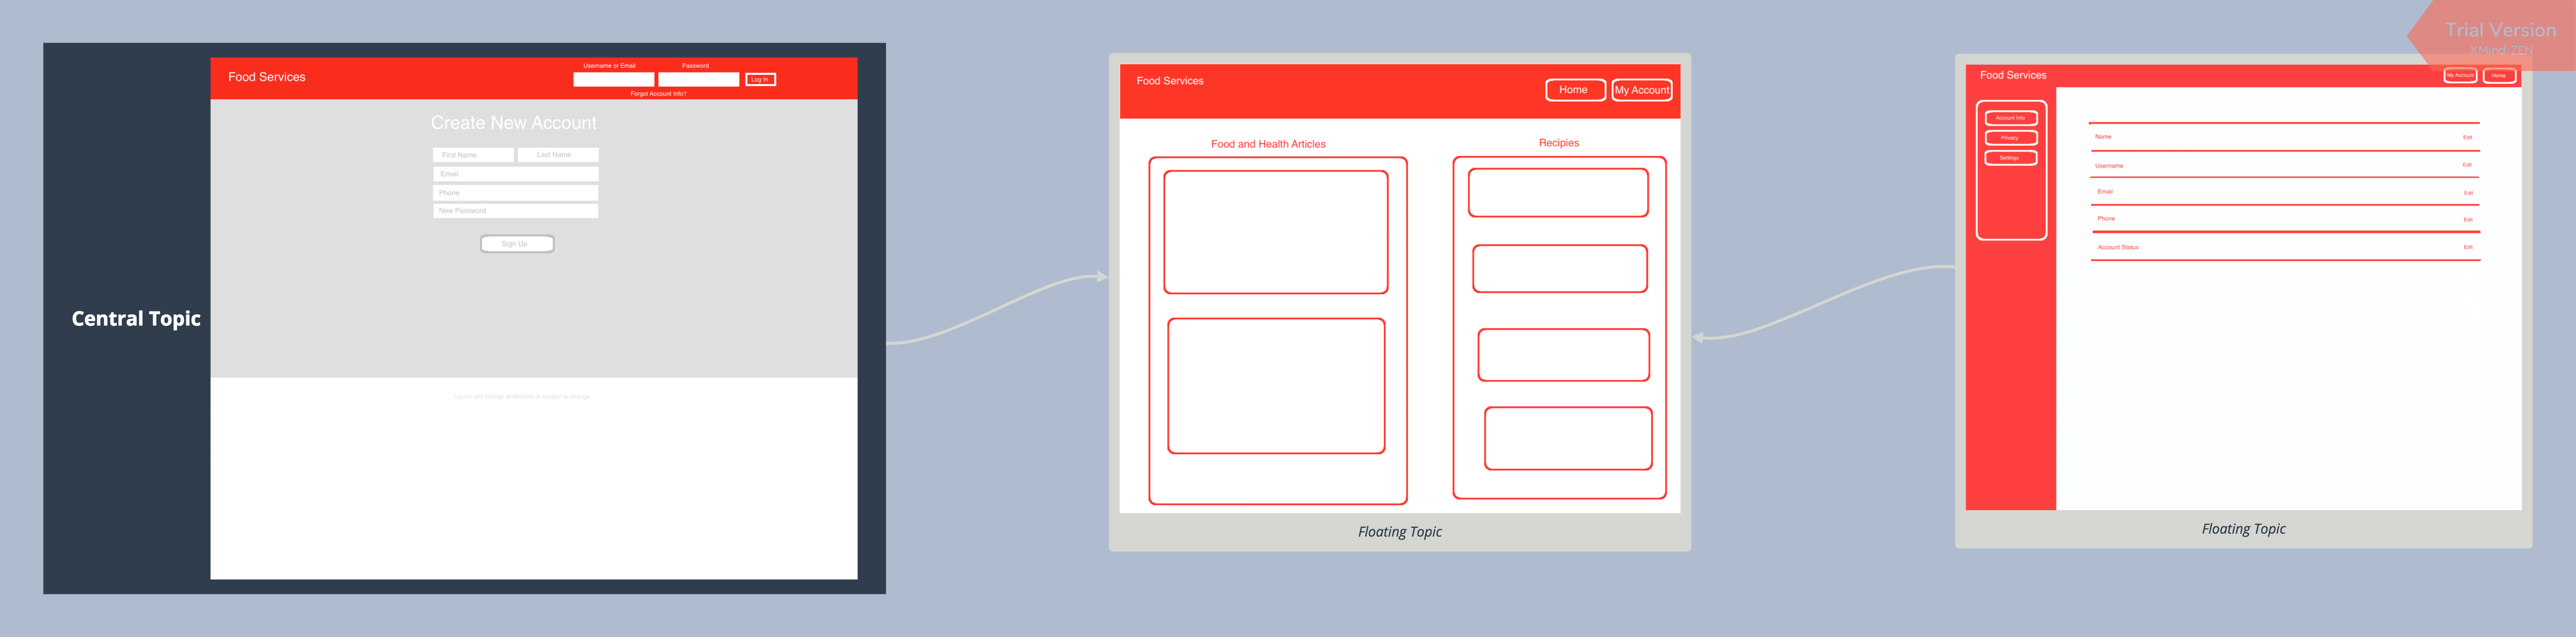 Trial Version
XMind:ZEN
Central Topic
Food Services
Username or Email
Password
Log In
Forgot Account Info?
Create New Account
First Name
Last Name
Email
Phone
New Password
Sign Up
Layout and Design or Website is subject to change.
Food Services
Home
My Account
Food and Health Articles
Recipies
Floating Topic
Food Services
My Account
Home
Account Info
Privacy
Settings
Name
Edit
Username
Edit
Email
Edit
Phone
Edit
Account Status
Edit
Floating Topic